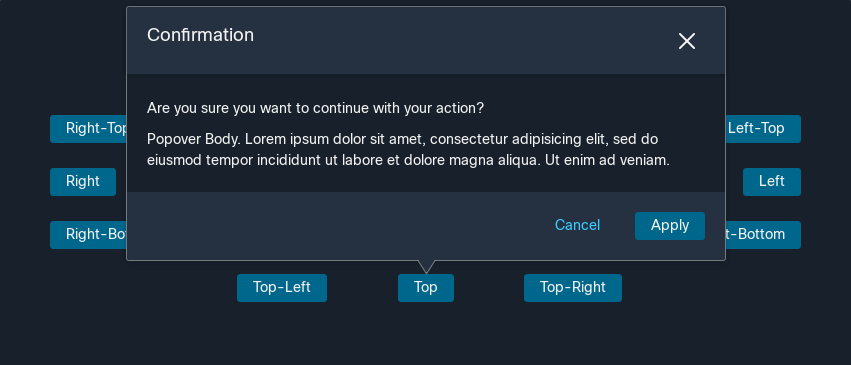 Confirmation
Are you sure you want to continue with your action?
Popover Body. Lorem ipsum dolor sit amet, consectetur adipisicing elit, sed do
eiusmod tempor incididunt ut labore et dolore magna aliqua. Ut enim ad veniam.
Cancel Apply
Right-Top Left-Top
Right Left
Right-Bot t-Bottom
Top-Left Top Top-Right